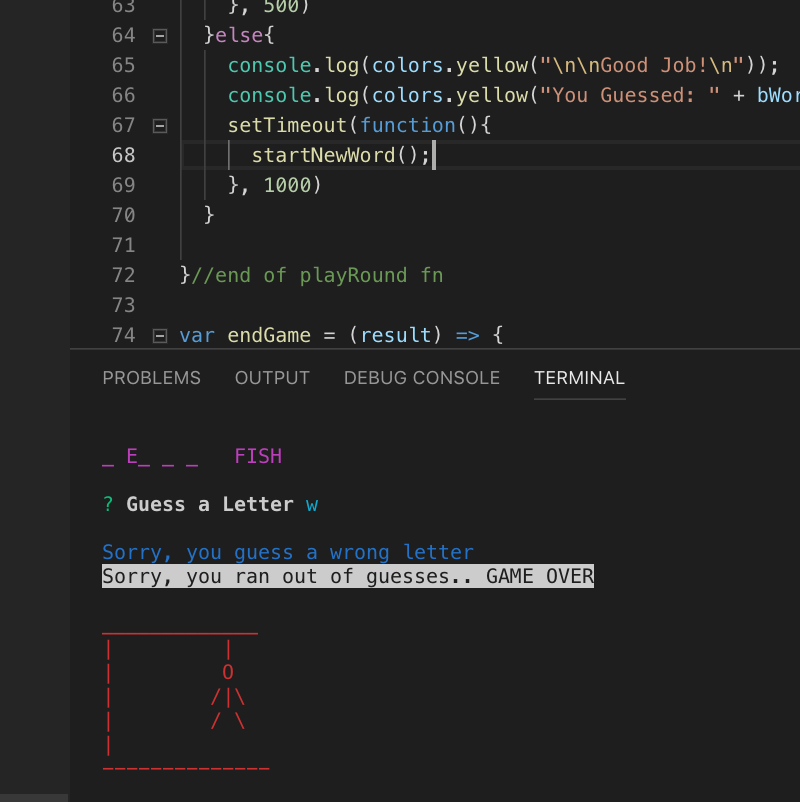 63 }, 500)
64 }else{
65 console.log(colors.yellow("\n\nGood Job!\n"));
66 console.log(colors.yellow("You Guessed: " + bWor
67 setTimeout(function(){
68 startNewWord();
69 }, 1000)
70 }
71
72 }//end of playRound fn
73
74 var endGame = (result) => {
PROBLEMS OUTPUT DEBUG CONSOLE TERMINAL
_ E_ _ _ FISH
? Guess a Letter w
Sorry, you guess a wrong letter
Sorry, you ran out of guesses.. GAME OVER
_____________
| |
| O
| /|\
| / \
|
--------------